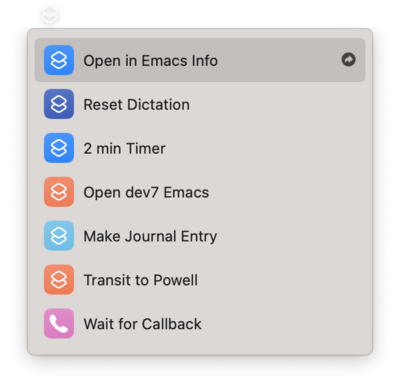 Open in Emacs Info
Reset Dictation
2 min Timer
Open dev7 Emacs
Make Journal Entry
Transit to Powell
Wait for Callback